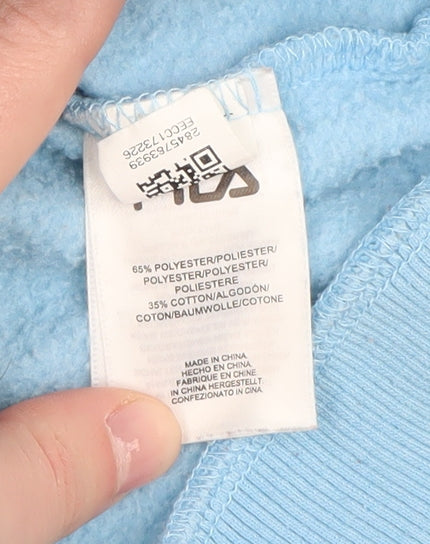 2845763939
EECC173226
65% POLYESTER/POLIESTER/
POLYESTER/POLYESTER/
POLIESTERE
35% COTTON/ALGODÓN/
COTON/BAUMWOLLE/COTONE
MADE IN CHINA.
HECHO EN CHINA.
FABRIQUE EN CHINE.
IN CHINA HERGESTELLT.
CONFEZIONATO IN CINA.